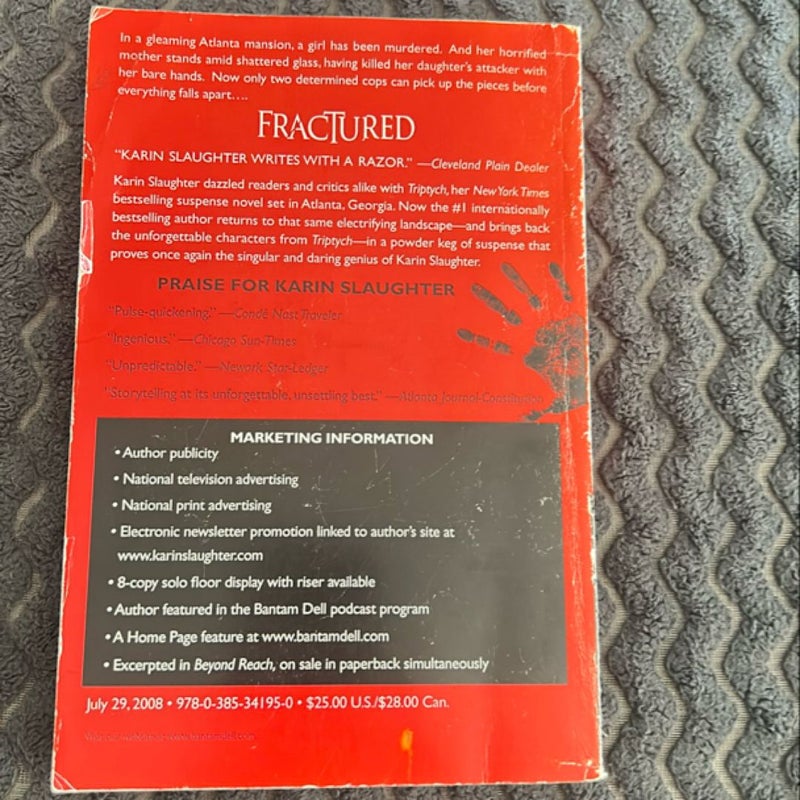 In a gleaming Atlanta mansion, a girl has been murdered. And her horrified
mother stands amid shattered glass, having killed her daughter's attacker with
her bare hands. Now only two determined cops can pick up the pieces before
everything falls apart....
FRACTURED
"KARIN SLAUGHTER WRITES WITH A RAZOR." —Cleveland Plain Dealer
Karin Slaughter dazzled readers and critics alike with Triptych, her New York Times
bestselling suspense novel set in Atlanta, Georgia. Now the #1 internationally
bestselling author returns to that same electrifying landscape—and brings back
the unforgettable characters from Triptych—in a powder keg of suspense that
proves once again the singular and daring genius of Karin Slaughter.
PRAISE FOR KARIN SLAUGHTER
"Pulse-quickening." —Condé Nast Traveler
"Ingenious." —Chicago Sun-Times
"Unpredictable." —Newark Star-Ledger
"Storytelling at its unforgettable, unsettling best." —Atlanta Journal-Constitution
MARKETING INFORMATION
• Author publicity
• National television advertising
• National print advertising
• Electronic newsletter promotion linked to author's site at
www.karinslaughter.com
• 8-copy solo floor display with riser available
• Author featured in the Bantam Dell podcast program
• A Home Page feature at www.bantamdell.com
• Excerpted in Beyond Reach, on sale in paperback simultaneously
July 29, 2008 • 978-0-385-34195-0 • $25.00 U.S./$28.00 Can.